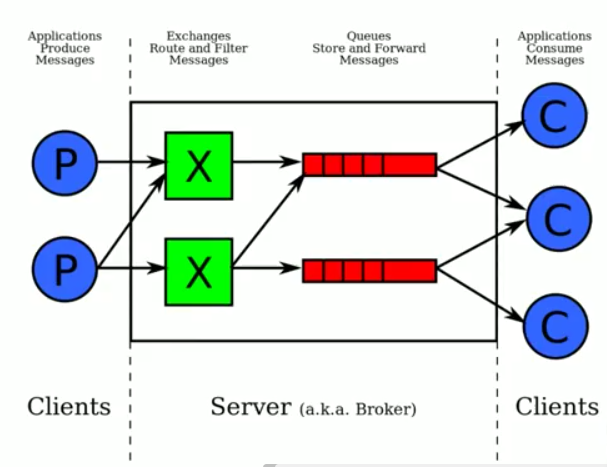 Applications
Produce
Messages
Exchanges
Route and Filter
Messages
Queues
Store and Forward
Messages
Applications
Consume
Messages
P
X
C
P
X
C
C
Clients
Server (a.k.a. Broker)
Clients